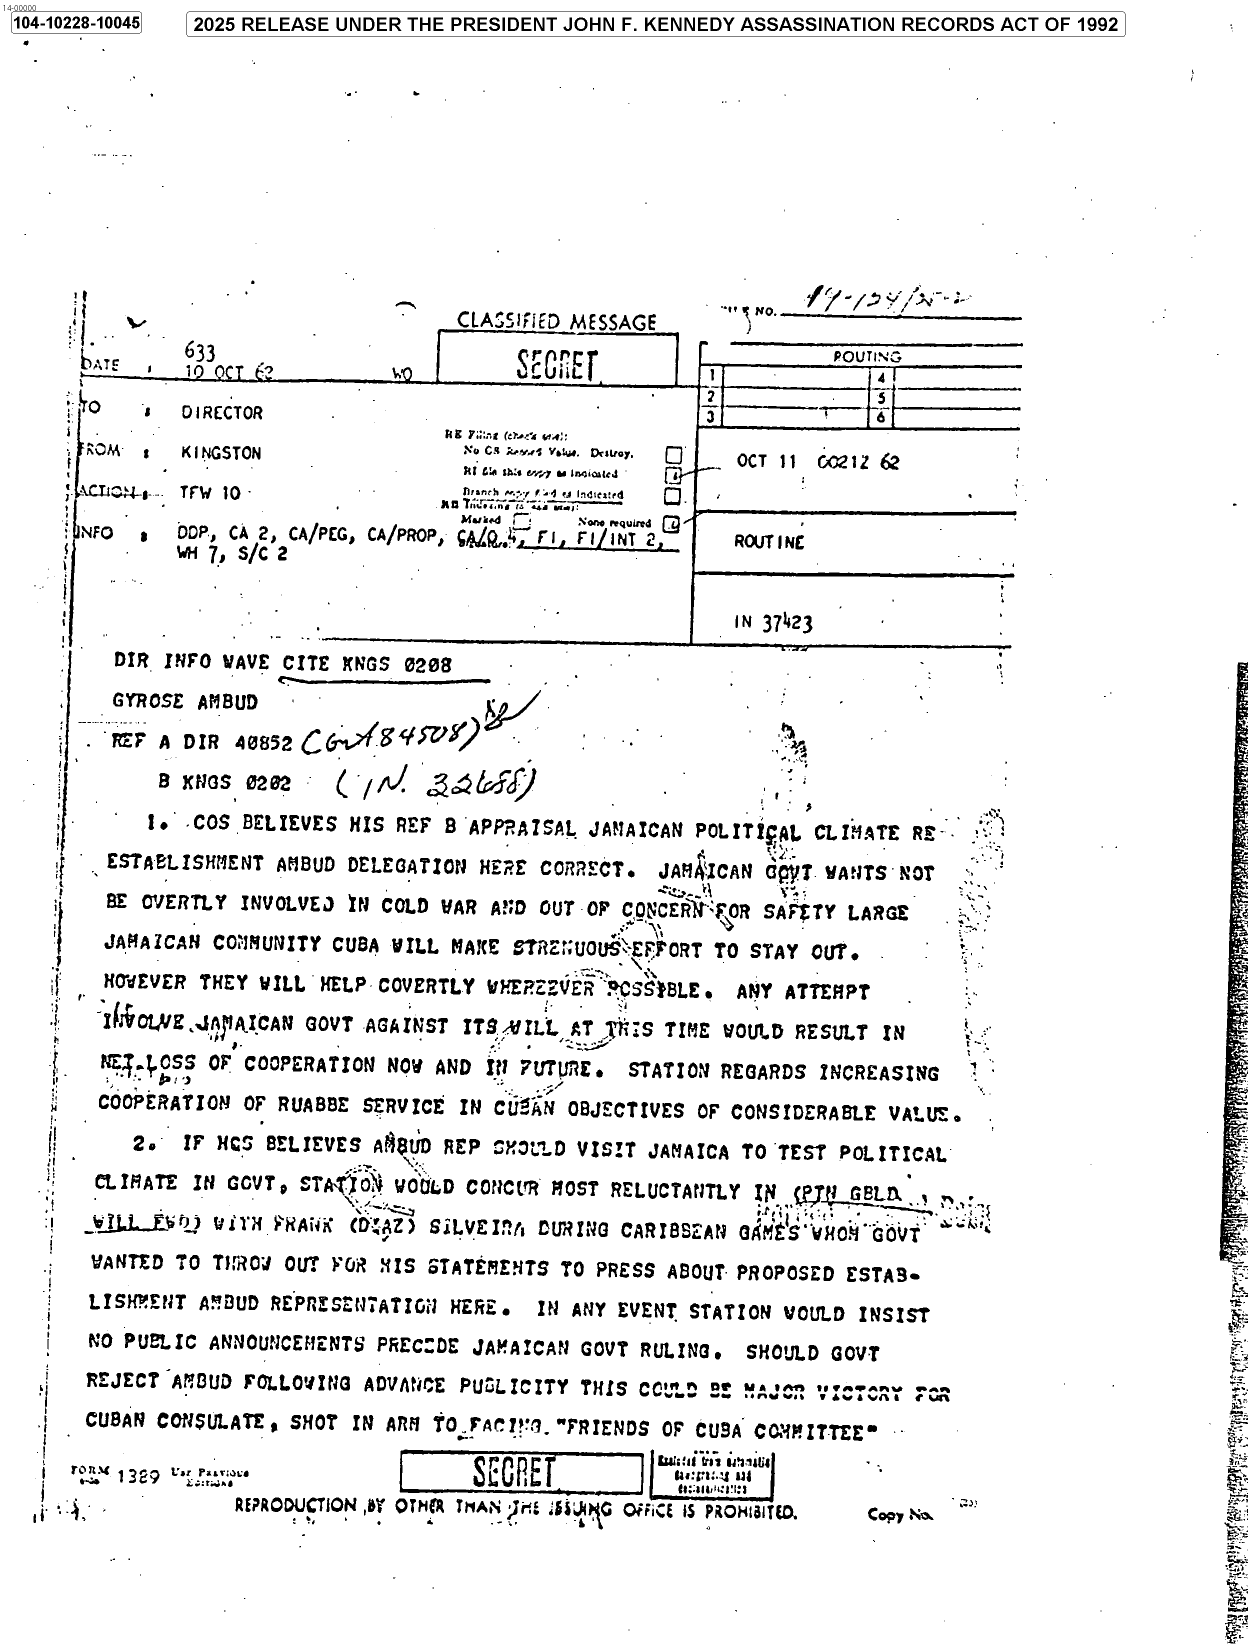 14-00000
104-10228-10045
2025 RELEASE UNDER THE PRESIDENT JOHN F. KENNEDY ASSASSINATION RECORDS ACT OF 1992
NO.
CLASSIFIED MESSAGE
633
DATE : 10 OCT 62 WO
SECRET
ROUTING
1 4
2 5
3 6
TO : DIRECTOR
FROM : KINGSTON
RE Filing (check one):
No CS Record Value. Destroy.
RI file this copy as indicated
Branch copy filed as indicated
RE Indexing (check one):
Marked None required
OCT 11 0021Z 62
ACTION : TFW 10
INFO : DDP, CA 2, CA/PEG, CA/PROP, CA/O 4, FI, FI/INT 2,
WH 7, S/C 2
ROUTINE
IN 37423
DIR INFO WAVE CITE KNGS 0208
GYROSE AMBUD
REF A DIR 40852 (OUT 84508)
B KNGS 0202 (IN. 32688)
1. COS BELIEVES HIS REF B APPRAISAL JAMAICAN POLITICAL CLIMATE RE-
ESTABLISHMENT AMBUD DELEGATION HERE CORRECT. JAMAICAN GOVT WANTS NOT
BE OVERTLY INVOLVED IN COLD WAR AND OUT OF CONCERN FOR SAFETY LARGE
JAMAICAN COMMUNITY CUBA WILL MAKE STRENUOUS EFFORT TO STAY OUT.
HOWEVER THEY WILL HELP COVERTLY WHEREEVER POSSIBLE. ANY ATTEMPT
INVOLVE JAMAICAN GOVT AGAINST ITS WILL AT THIS TIME WOULD RESULT IN
NET LOSS OF COOPERATION NOW AND IN FUTURE. STATION REGARDS INCREASING
COOPERATION OF RUABBE SERVICE IN CUBAN OBJECTIVES OF CONSIDERABLE VALUE.
2. IF HQS BELIEVES AMBUD REP SHOULD VISIT JAMAICA TO TEST POLITICAL
CLIMATE IN GOVT, STATION WOULD CONCUR MOST RELUCTANTLY IN (PTN GBLD,
WILL FWD) WITH FRANK (DIAZ) SILVEIRA DURING CARIBBEAN GAMES WHOM GOVT
WANTED TO THROW OUT FOR HIS STATEMENTS TO PRESS ABOUT PROPOSED ESTAB-
LISHMENT AMBUD REPRESENTATION HERE. IN ANY EVENT STATION WOULD INSIST
NO PUBLIC ANNOUNCEMENTS PRECEDE JAMAICAN GOVT RULING. SHOULD GOVT
REJECT AMBUD FOLLOWING ADVANCE PUBLICITY THIS COULD BE MAJOR VICTORY FOR
CUBAN CONSULATE, SHOT IN ARM TO FACING "FRIENDS OF CUBA COMMITTEE"
FORM 1389 Use Previous Editions
SECRET
Excluded from automatic
downgrading and
declassification
REPRODUCTION BY OTHER THAN THE ISSUING OFFICE IS PROHIBITED.
Copy No.